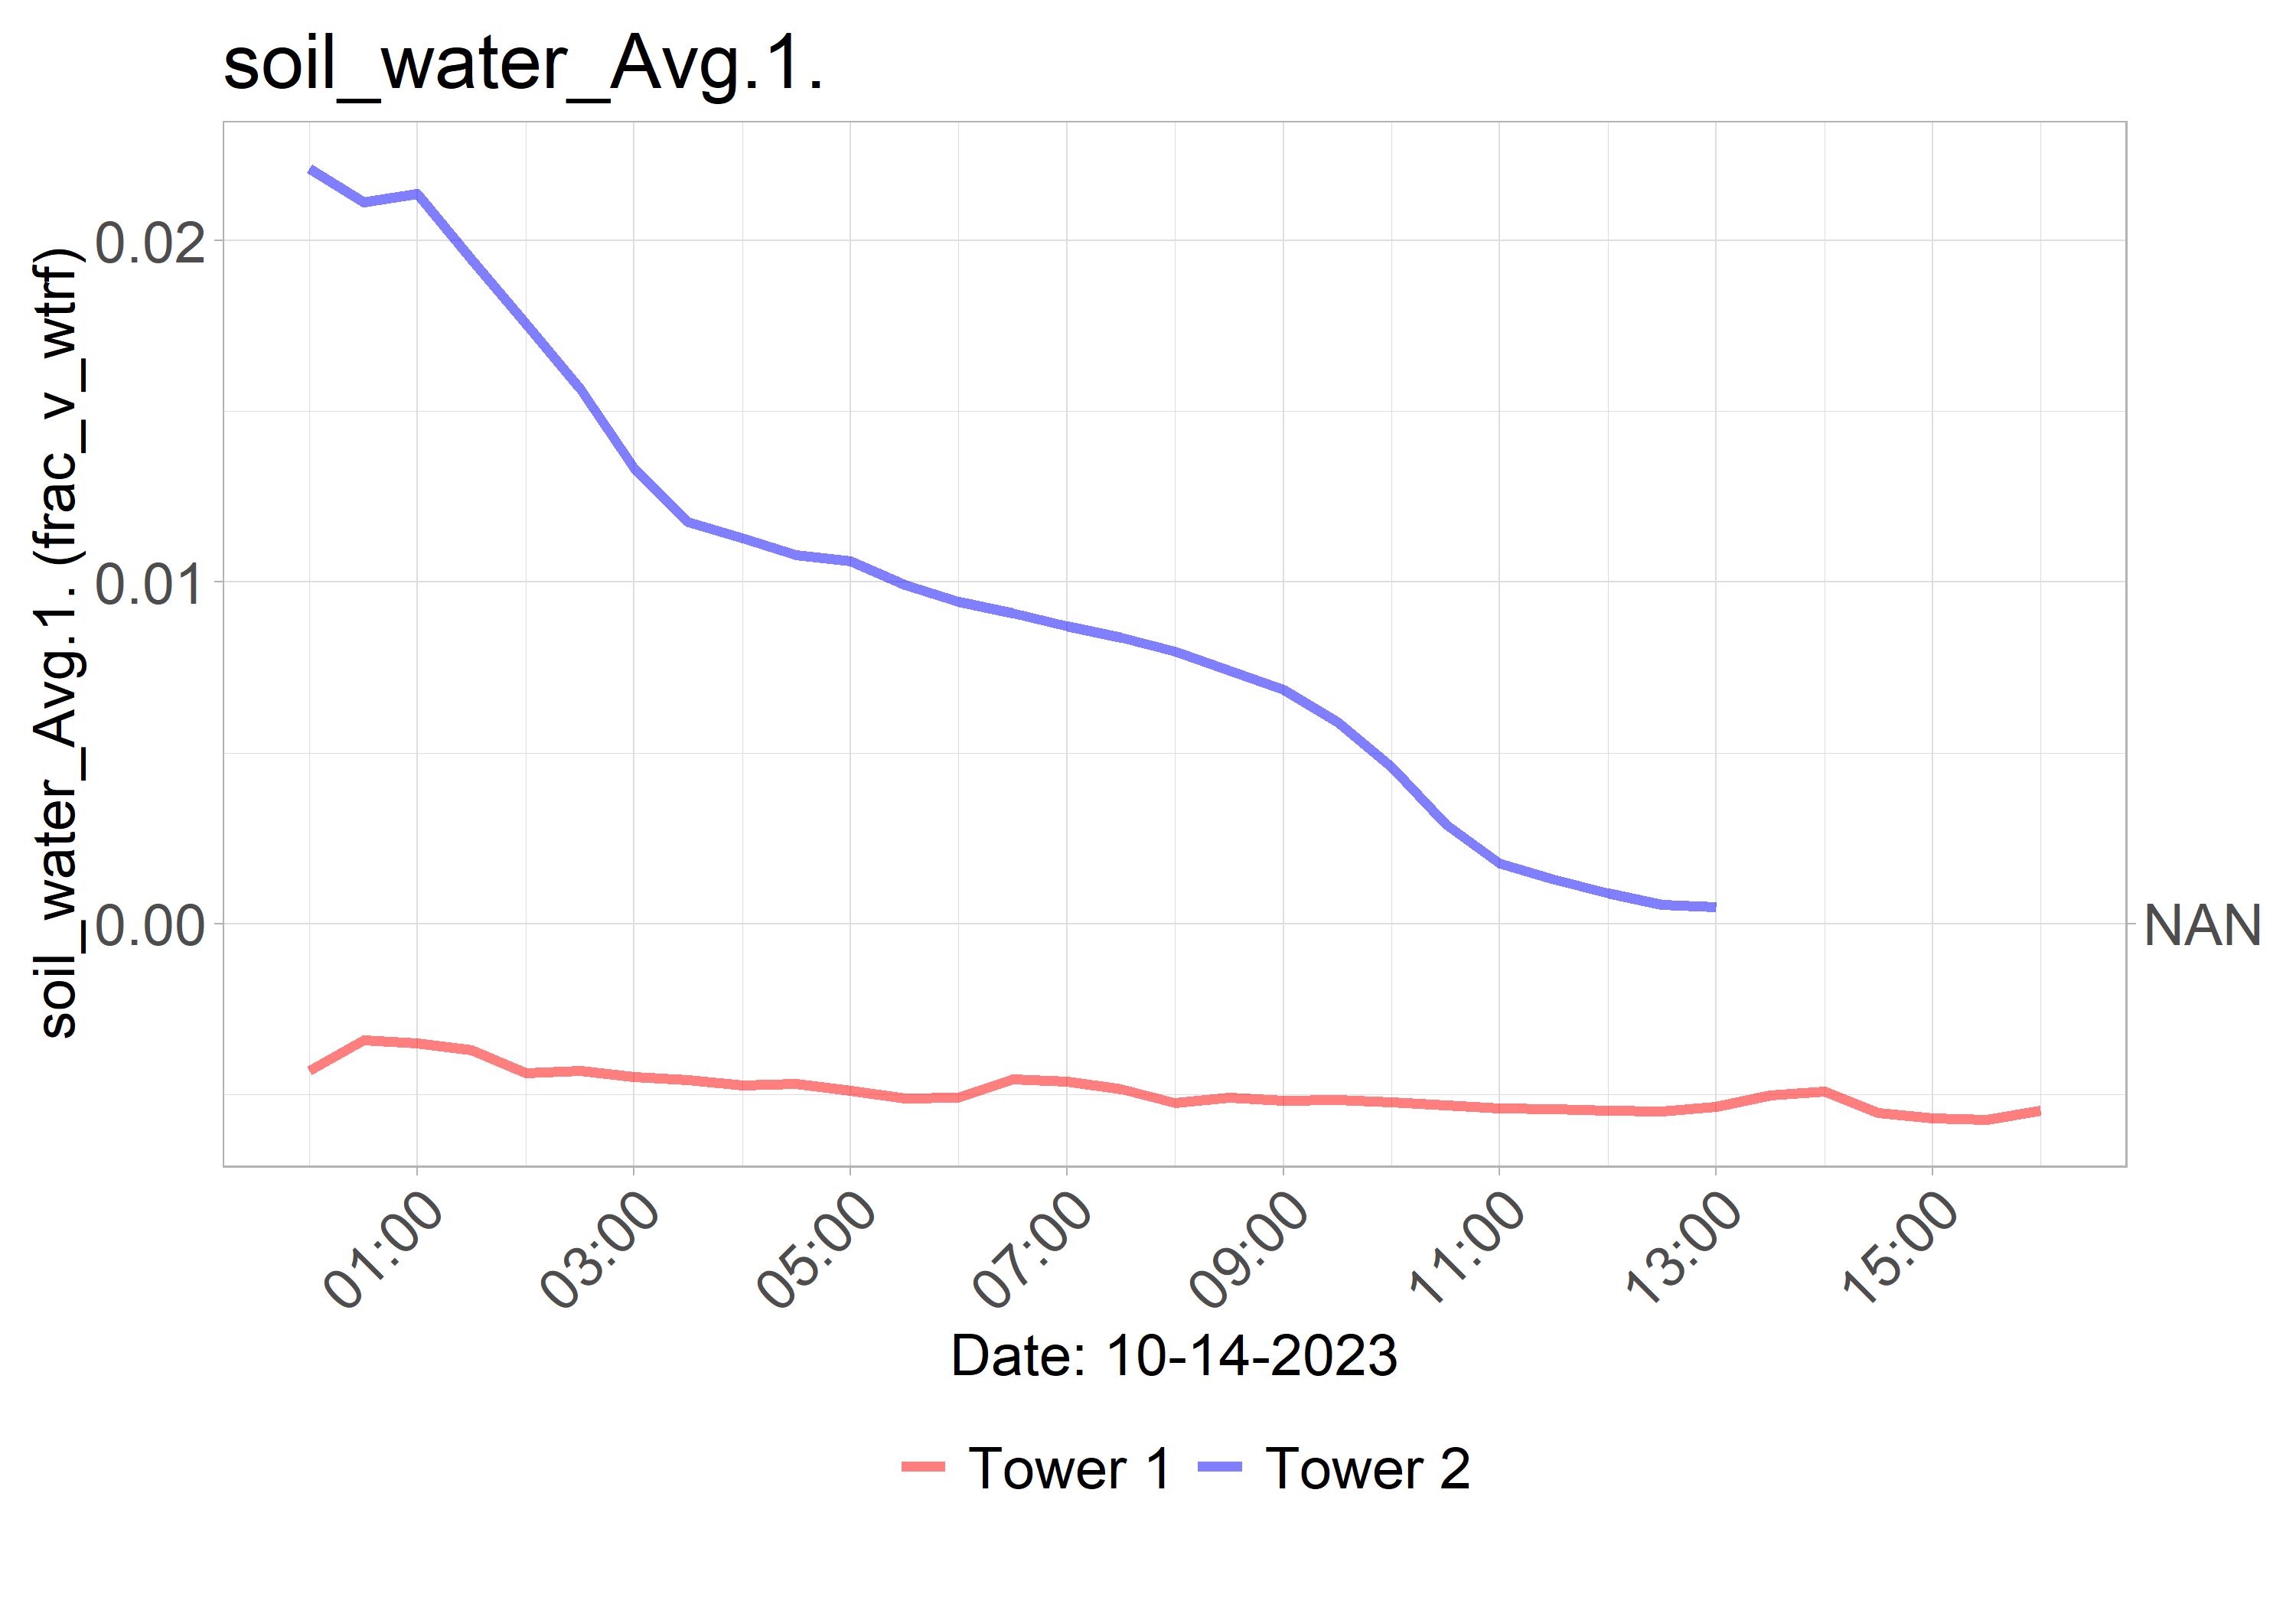 soil_water_Avg.1.
soil_water_Avg.1. (frac_v_wtrf)
0.02
0.01
0.00
NAN
01:00
03:00
05:00
07:00
09:00
11:00
13:00
15:00
Date: 10-14-2023
Tower 1
Tower 2